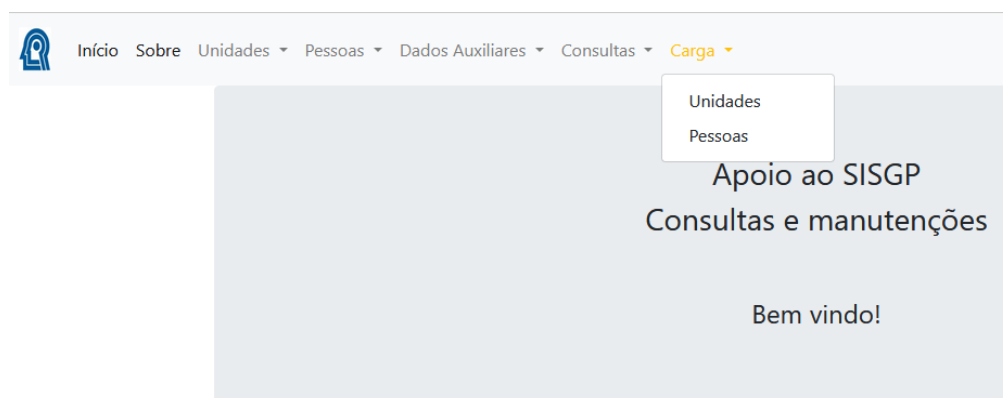 Início Sobre Unidades Pessoas Dados Auxiliares Consultas Carga
Unidades
Pessoas
Apoio ao SISGP
Consultas e manutenções
Bem vindo!